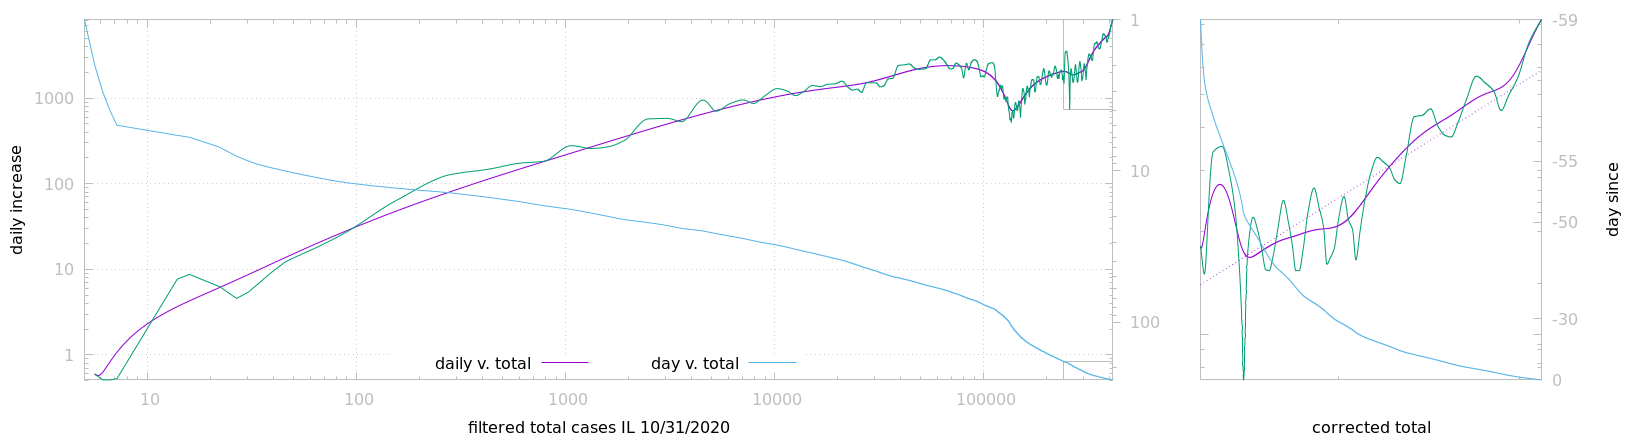 daily increase
1000
100
10
1
daily v. total
day v. total
10
100
1000
10000
100000
filtered total cases IL 10/31/2020
1
10
100
-59
-55
-50
-30
0
day since
corrected total